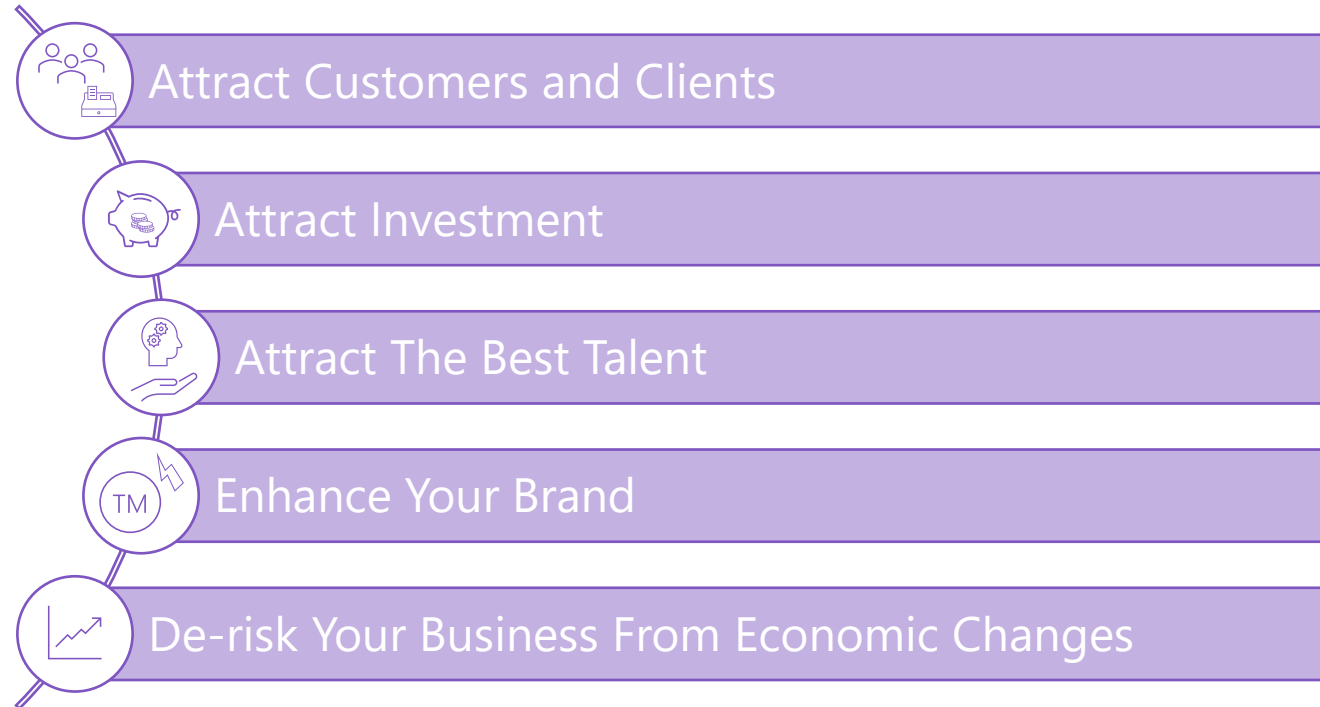 Attract Customers and Clients
Attract Investment
Attract The Best Talent
TM
Enhance Your Brand
De-risk Your Business From Economic Changes